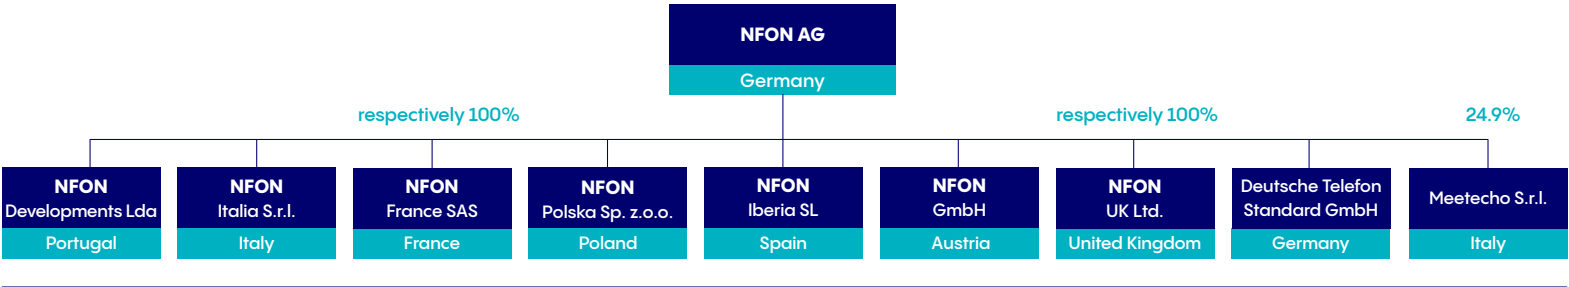 NFON AG
Germany
respectively 100%
respectively 100%
24.9%
NFON
Developments Lda
Portugal
NFON
Italia S.r.l.
Italy
NFON
France SAS
France
NFON
Polska Sp. z.o.o.
Poland
NFON
Iberia SL
Spain
NFON
GmbH
Austria
NFON
UK Ltd.
United Kingdom
Deutsche Telefon
Standard GmbH
Germany
Meetecho S.r.l.
Italy